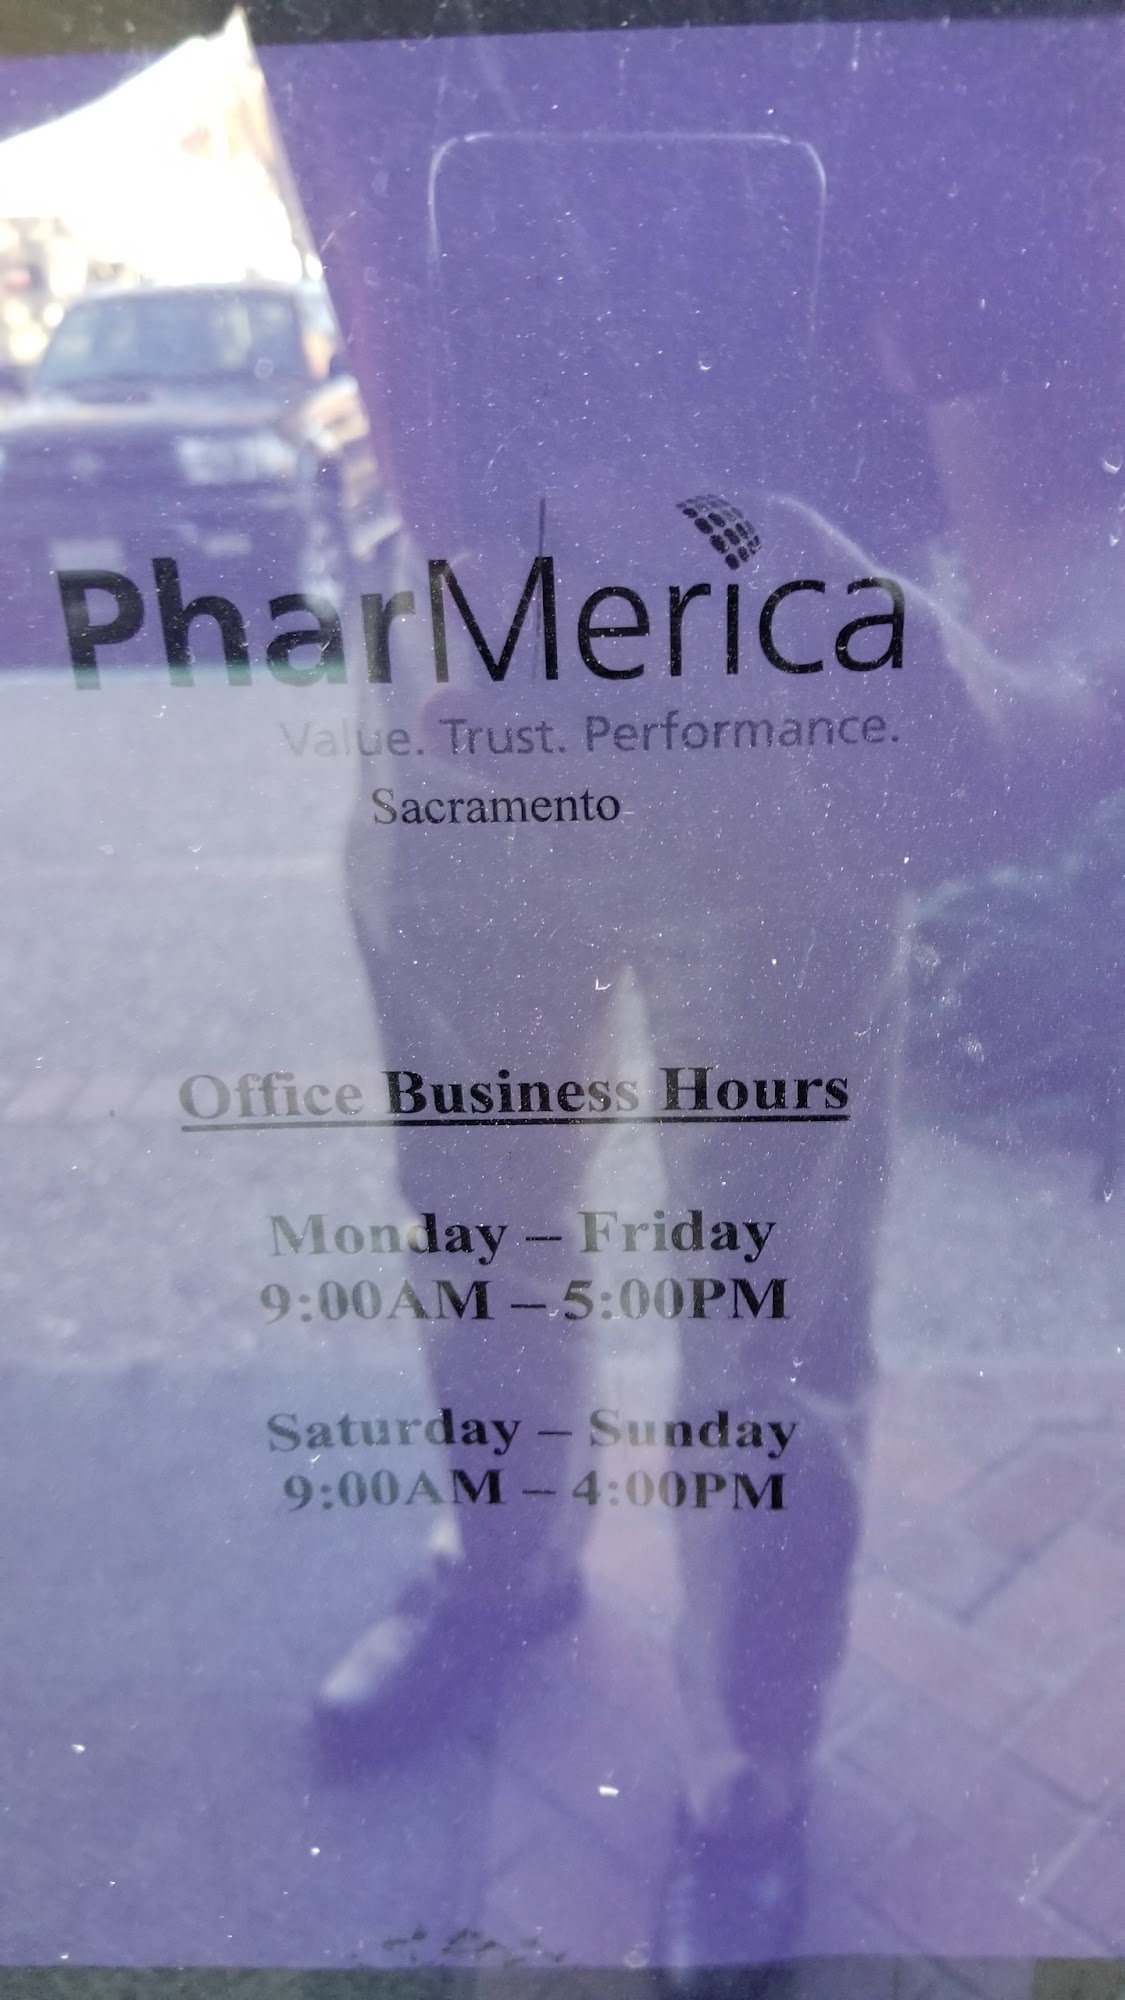 PharMerica
Value. Trust. Performance.
Sacramento
Office Business Hours
Monday – Friday
9:00AM – 5:00PM
Saturday – Sunday
9:00AM – 4:00PM